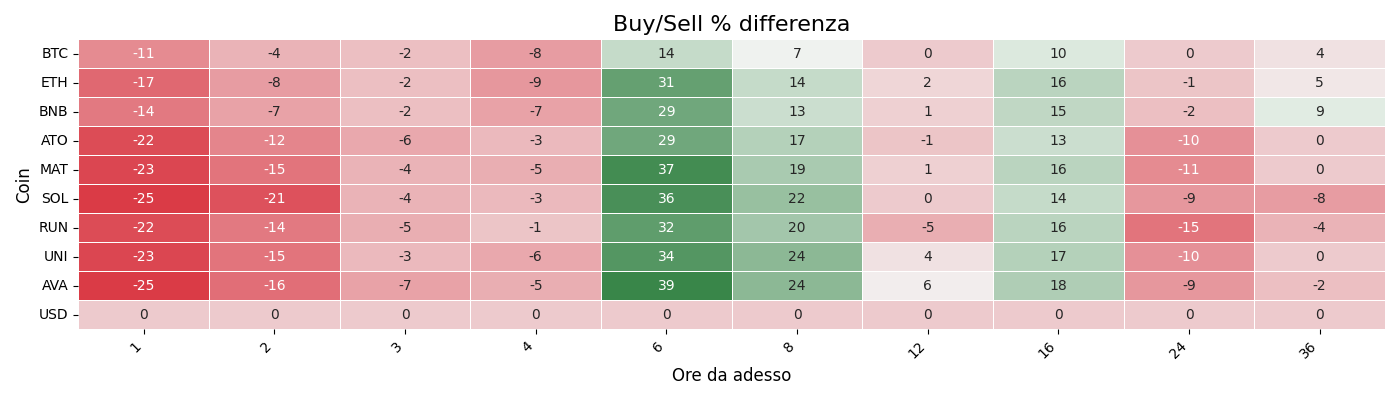 Buy/Sell % differenza
Coin
BTC -11 -4 -2 -8 14 7 0 10 0 4
ETH -17 -8 -2 -9 31 14 2 16 -1 5
BNB -14 -7 -2 -7 29 13 1 15 -2 9
ATO -22 -12 -6 -3 29 17 -1 13 -10 0
MAT -23 -15 -4 -5 37 19 1 16 -11 0
SOL -25 -21 -4 -3 36 22 0 14 -9 -8
RUN -22 -14 -5 -1 32 20 -5 16 -15 -4
UNI -23 -15 -3 -6 34 24 4 17 -10 0
AVA -25 -16 -7 -5 39 24 6 18 -9 -2
USD 0 0 0 0 0 0 0 0 0 0
1 2 3 4 6 8 12 16 24 36
Ore da adesso